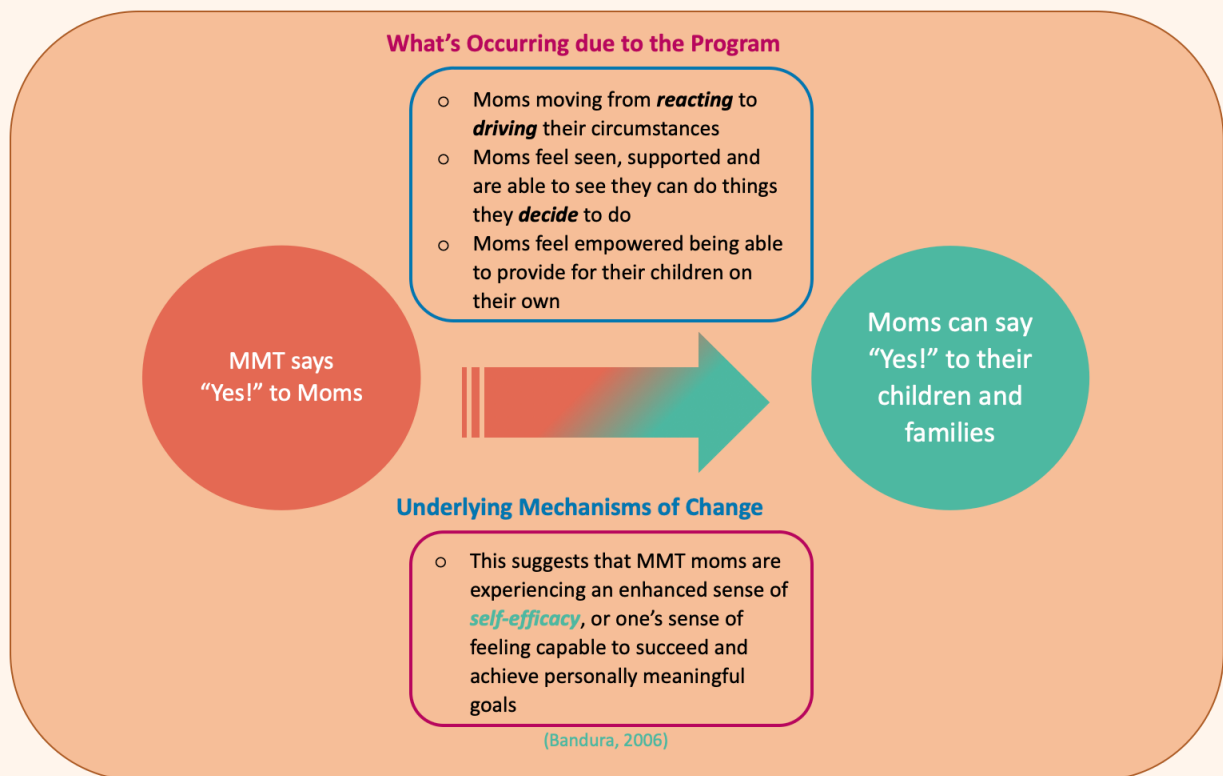 What’s Occurring due to the Program
○ Moms moving from reacting to
driving their circumstances
○ Moms feel seen, supported and
are able to see they can do things
they decide to do
○ Moms feel empowered being able
to provide for their children on
their own
MMT says
“Yes!” to Moms
Moms can say
“Yes!” to their
children and
families
Underlying Mechanisms of Change
○ This suggests that MMT moms are
experiencing an enhanced sense of
self-efficacy, or one’s sense of
feeling capable to succeed and
achieve personally meaningful
goals
(Bandura, 2006)